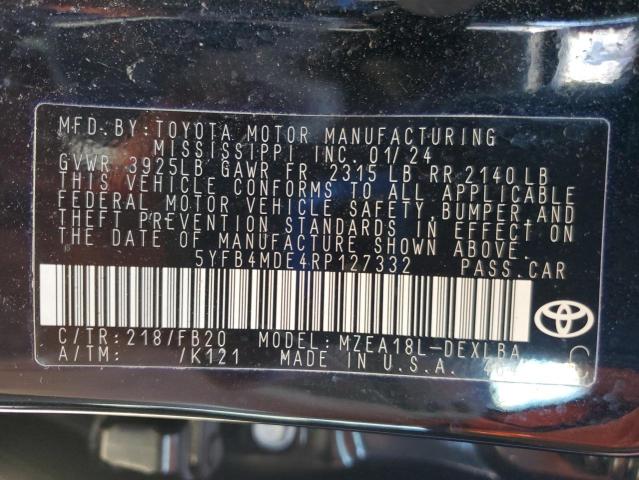 MFD.BY:TOYOTA MOTOR MANUFACTURING
MISSISSIPPI INC. 01/24
GVWR 3925LB GAWR FR 2315 LB RR 2140 LB
THIS VEHICLE CONFORMS TO ALL APPLICABLE
FEDERAL MOTOR VEHICLE SAFETY,BUMPER,AND
THEFT PREVENTION STANDARDS IN EFFECT ON
THE DATE OF MANUFACTURE SHOWN ABOVE.
5YFB4MDE4RP127332 PASS.CAR
C/TR:218/FB20 MODEL:MZEA18L-DEXLBA
A/TM: /K121 MADE IN U.S.A.